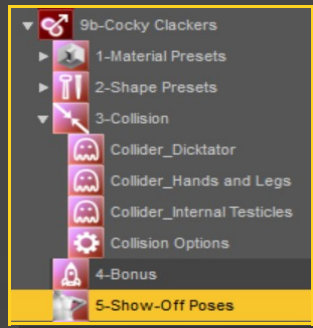 9b-Cocky Clackers
1-Material Presets
2-Shape Presets
3-Collision
Collider_Dicktator
Collider_Hands and Legs
Collider_Internal Testicles
Collision Options
4-Bonus
5-Show-Off Poses